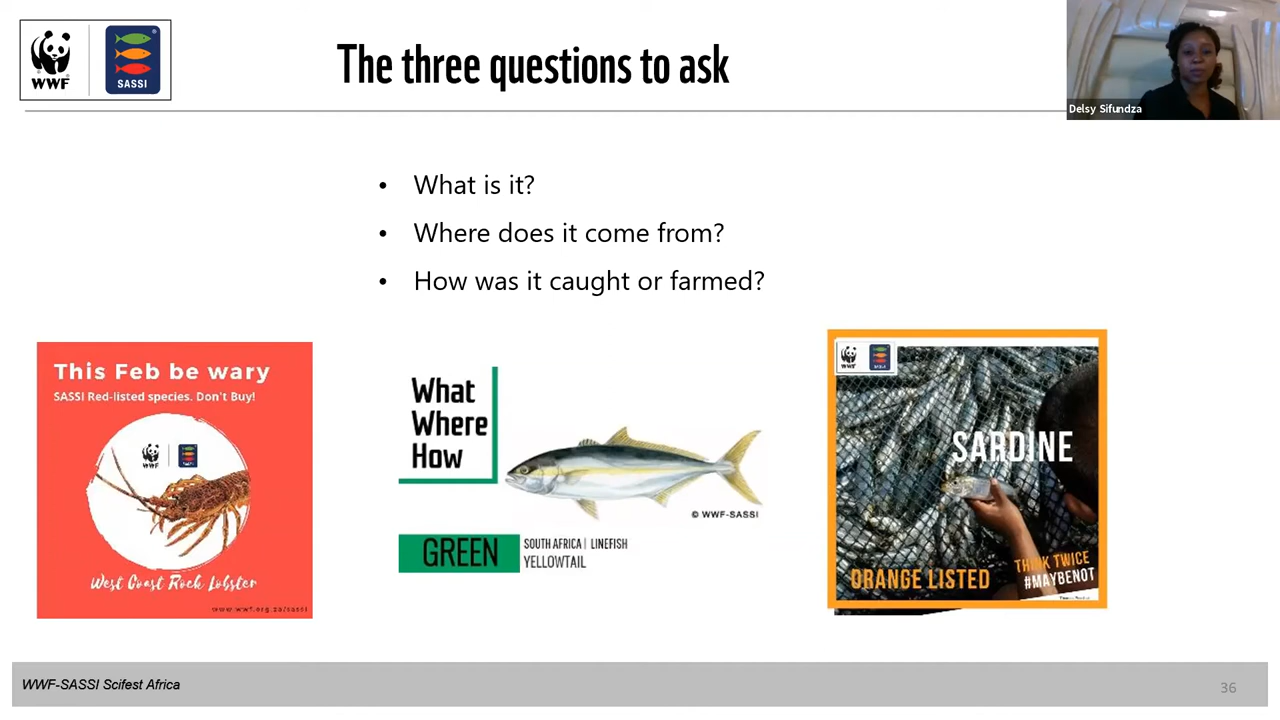 WWF
SASSI
The three questions to ask
Delsy Sifundza
• What is it?
• Where does it come from?
• How was it caught or farmed?
This Feb be wary
SASSI Red-listed species. Don't Buy!
WWF
West Coast Rock Lobster
www.wwf.org.za/sassi
What
Where
How
© WWF-SASSI
GREEN
SOUTH AFRICA | LINEFISH
YELLOWTAIL
WWF
SARDINE
ORANGE LISTED
THINK TWICE
#MAYBENOT
WWF-SASSI Scifest Africa
36